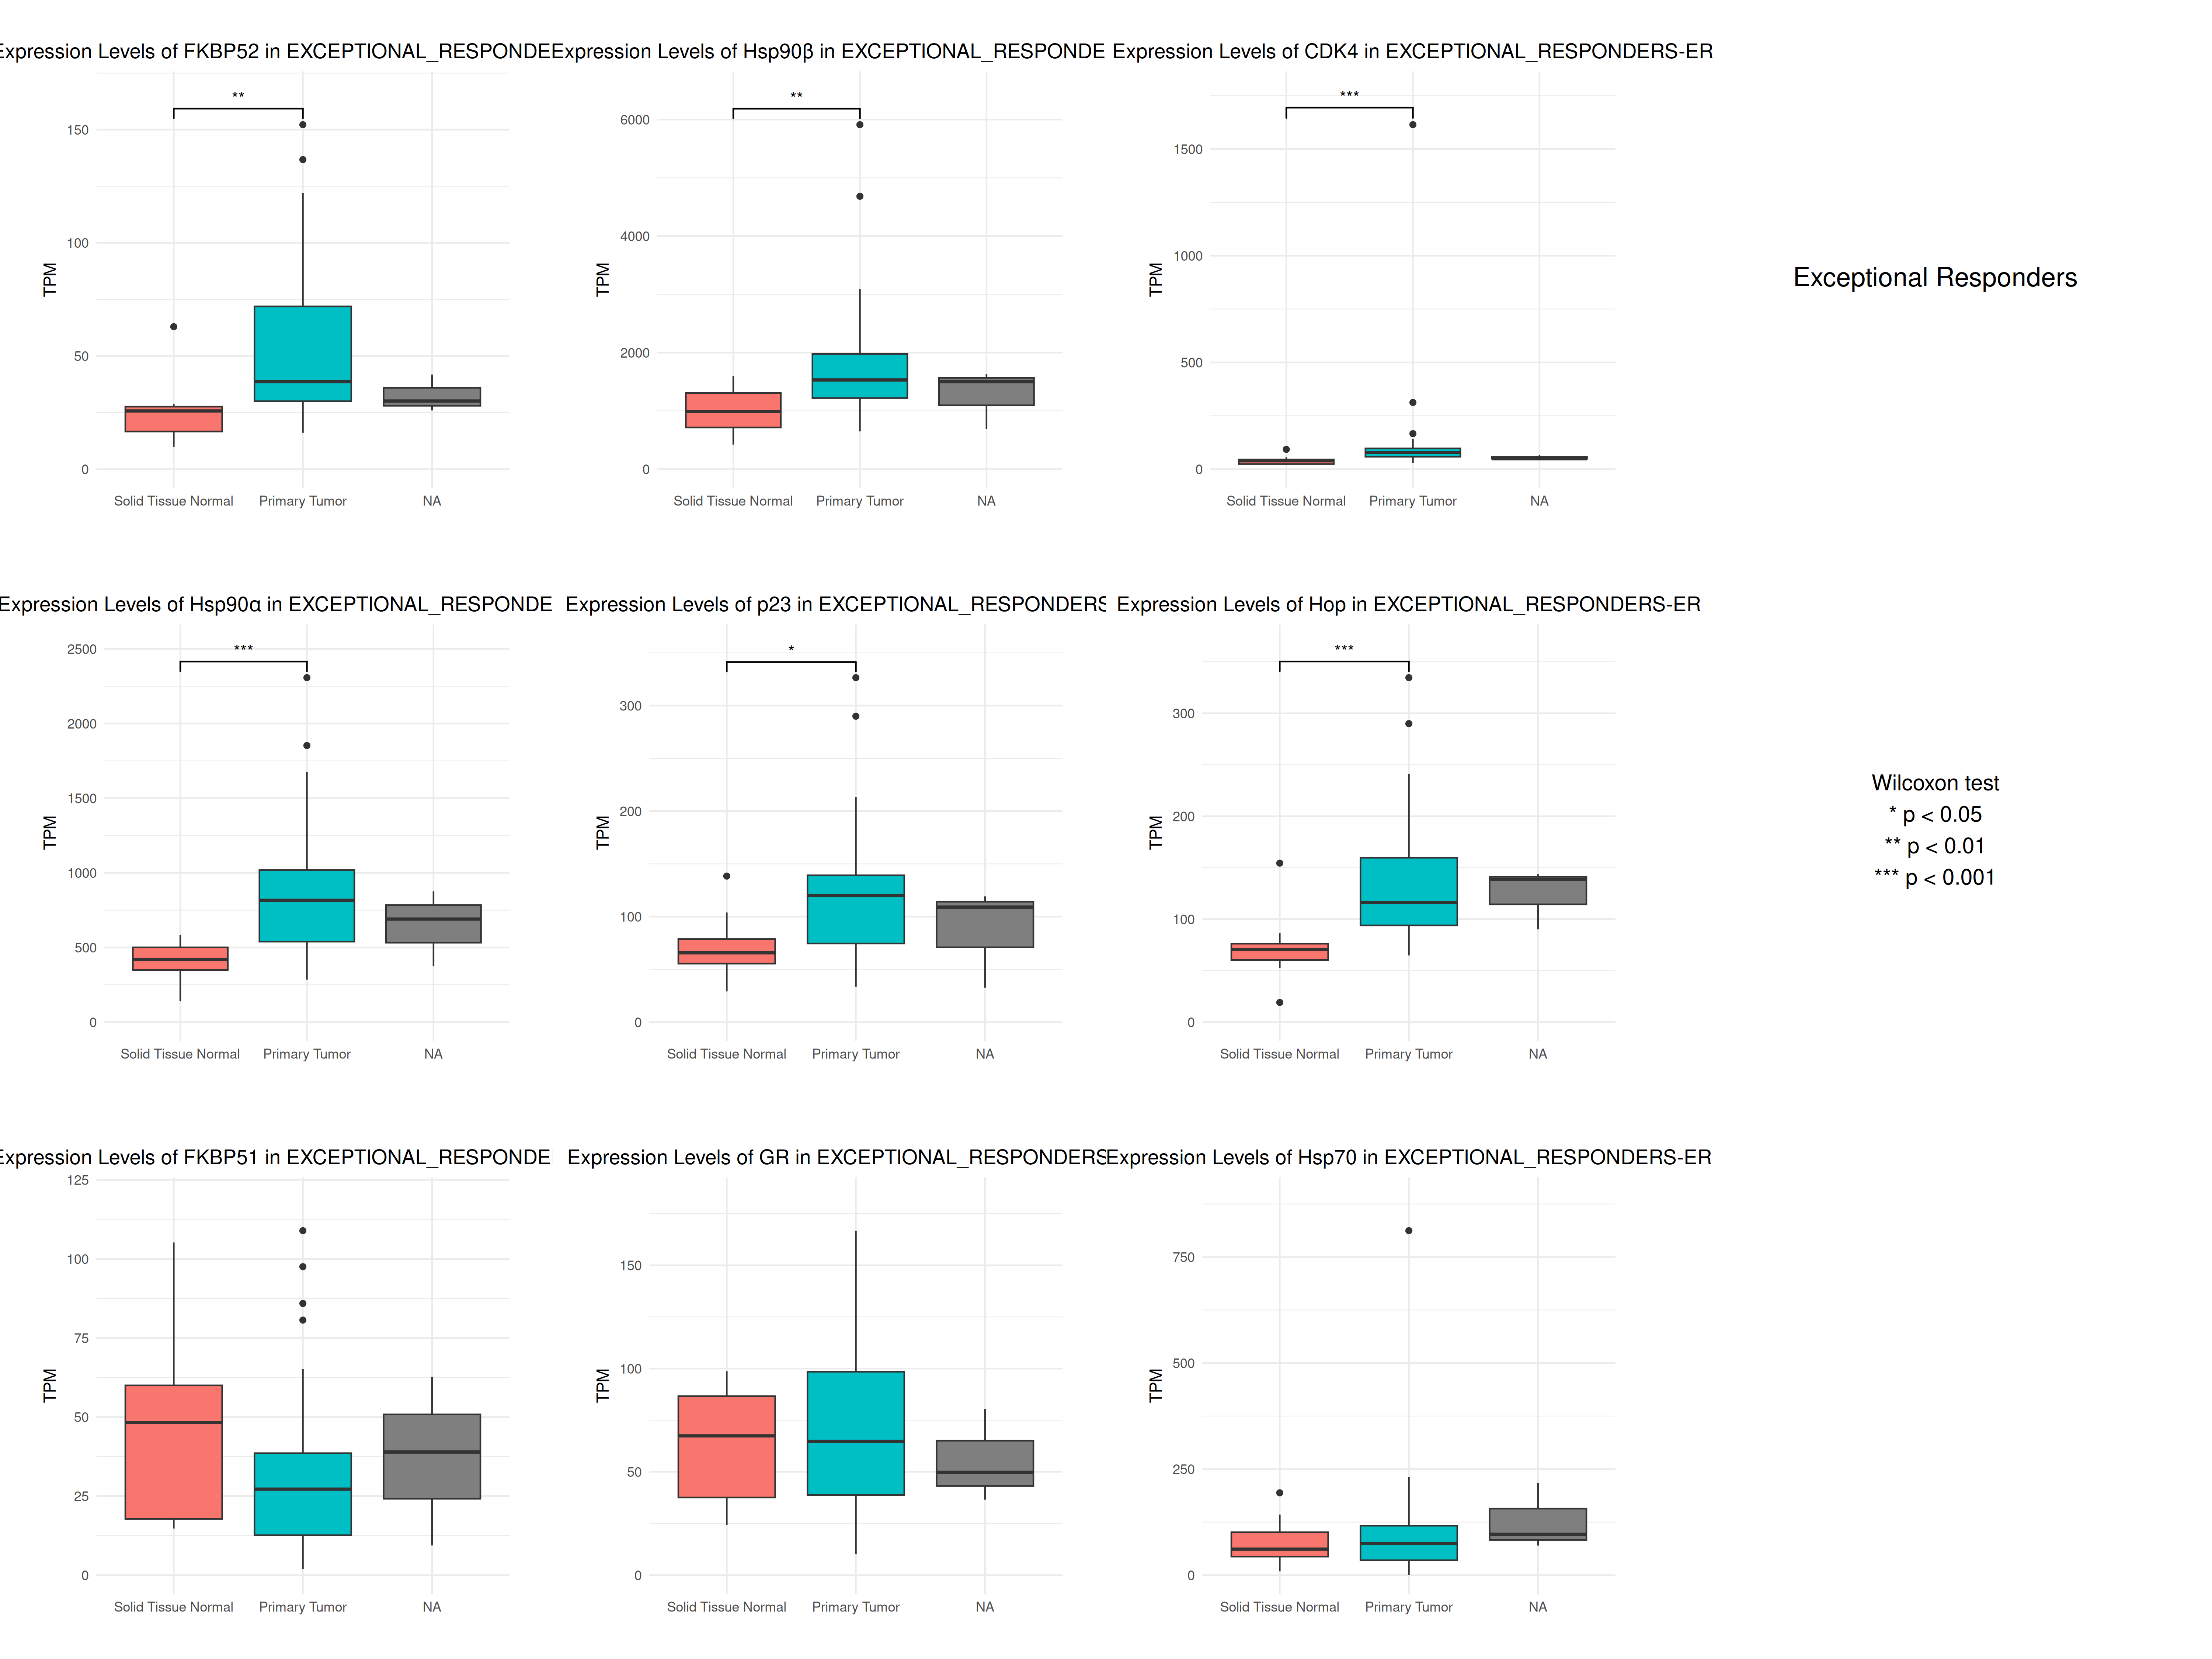 Expression Levels of FKBP52 in EXCEPTIONAL_RESPONDE
Expression Levels of Hsp90β in EXCEPTIONAL_RESPONDE
Expression Levels of CDK4 in EXCEPTIONAL_RESPONDERS-ER
**
150
100
50
0
TPM
Solid Tissue Normal Primary Tumor NA
**
6000
4000
2000
0
TPM
Solid Tissue Normal Primary Tumor NA
***
1500
1000
500
0
TPM
Solid Tissue Normal Primary Tumor NA
Exceptional Responders
Expression Levels of Hsp90α in EXCEPTIONAL_RESPONDE
Expression Levels of p23 in EXCEPTIONAL_RESPONDERS
Expression Levels of Hop in EXCEPTIONAL_RESPONDERS-ER
***
2500
2000
1500
1000
500
0
TPM
Solid Tissue Normal Primary Tumor NA
*
300
200
100
0
TPM
Solid Tissue Normal Primary Tumor NA
***
300
200
100
0
TPM
Solid Tissue Normal Primary Tumor NA
Wilcoxon test
* p < 0.05
** p < 0.01
*** p < 0.001
Expression Levels of FKBP51 in EXCEPTIONAL_RESPONDE
Expression Levels of GR in EXCEPTIONAL_RESPONDERS
Expression Levels of Hsp70 in EXCEPTIONAL_RESPONDERS-ER
125
100
75
50
25
0
TPM
Solid Tissue Normal Primary Tumor NA
150
100
50
0
TPM
Solid Tissue Normal Primary Tumor NA
750
500
250
0
TPM
Solid Tissue Normal Primary Tumor NA